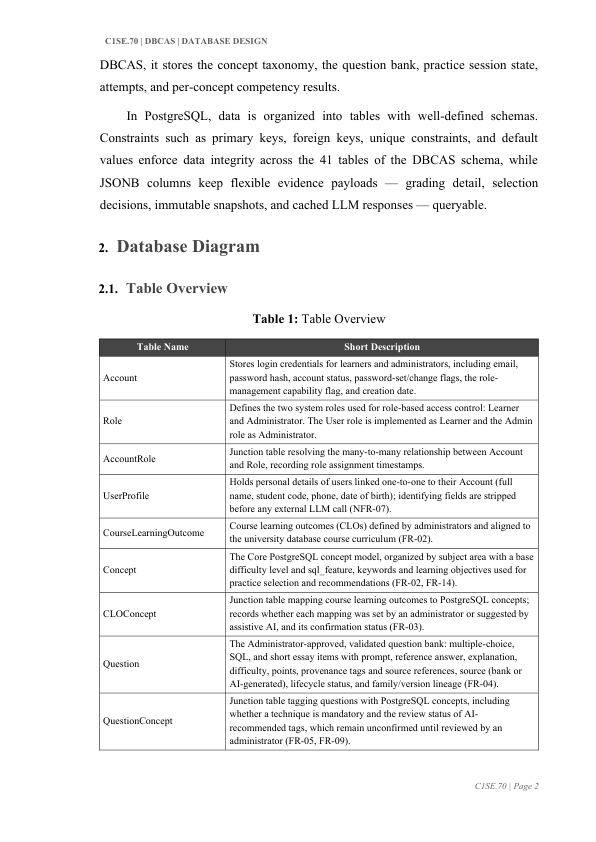 C1SE.70 | DBCAS | DATABASE DESIGN
DBCAS, it stores the concept taxonomy, the question bank, practice session state,
attempts, and per-concept competency results.
In PostgreSQL, data is organized into tables with well-defined schemas.
Constraints such as primary keys, foreign keys, unique constraints, and default
values enforce data integrity across the 41 tables of the DBCAS schema, while
JSONB columns keep flexible evidence payloads — grading detail, selection
decisions, immutable snapshots, and cached LLM responses — queryable.
2. Database Diagram
2.1. Table Overview
Table 1: Table Overview
Table Name Short Description
Account
Stores login credentials for learners and administrators, including email,
password hash, account status, password-set/change flags, the role-
management capability flag, and creation date.
Role
Defines the two system roles used for role-based access control: Learner
and Administrator. The User role is implemented as Learner and the Admin
role as Administrator.
AccountRole
Junction table resolving the many-to-many relationship between Account
and Role, recording role assignment timestamps.
UserProfile
Holds personal details of users linked one-to-one to their Account (full
name, student code, phone, date of birth); identifying fields are stripped
before any external LLM call (NFR-07).
CourseLearningOutcome
Course learning outcomes (CLOs) defined by administrators and aligned to
the university database course curriculum (FR-02).
Concept
The Core PostgreSQL concept model, organized by subject area with a base
difficulty level and sql_feature, keywords and learning objectives used for
practice selection and recommendations (FR-02, FR-14).
CLOConcept
Junction table mapping course learning outcomes to PostgreSQL concepts;
records whether each mapping was set by an administrator or suggested by
assistive AI, and its confirmation status (FR-03).
Question
The Administrator-approved, validated question bank: multiple-choice,
SQL, and short essay items with prompt, reference answer, explanation,
difficulty, points, provenance tags and source references, source (bank or
AI-generated), lifecycle status, and family/version lineage (FR-04).
QuestionConcept
Junction table tagging questions with PostgreSQL concepts, including
whether a technique is mandatory and the review status of AI-
recommended tags, which remain unconfirmed until reviewed by an
administrator (FR-05, FR-09).
C1SE.70 | Page 2